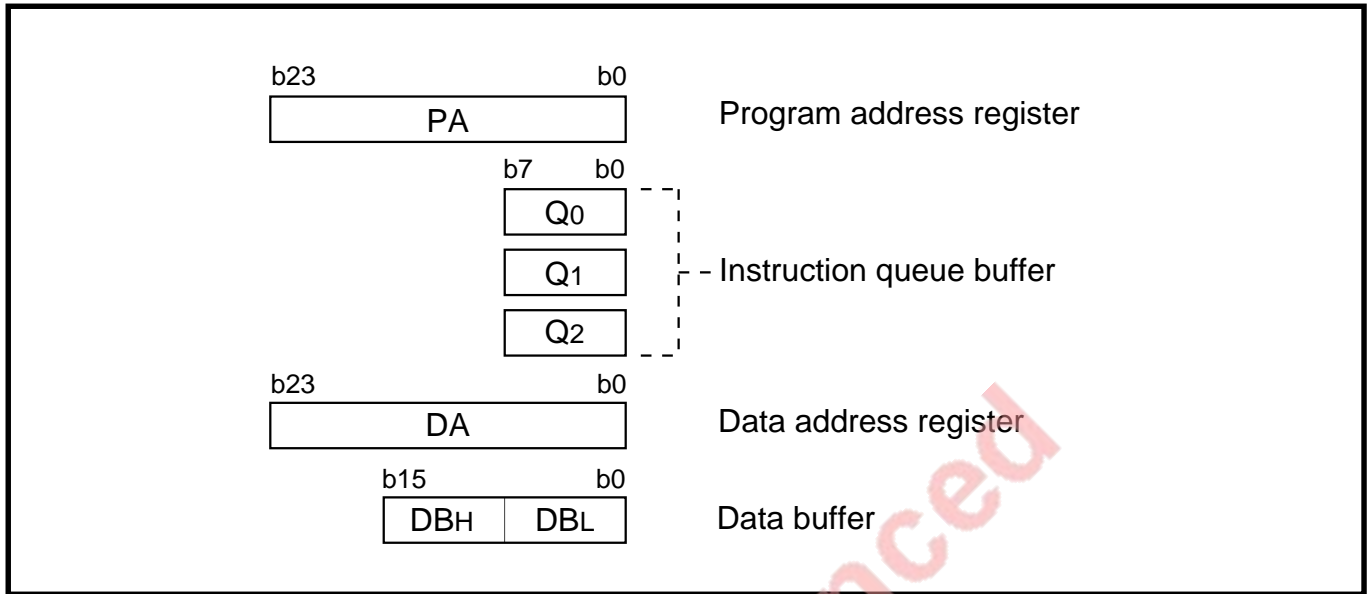 b23 b0
PA Program address register
b7 b0
Q0
Q1 Instruction queue buffer
Q2
b23 b0
DA Data address register
b15 b0
DBH DBL Data buffer